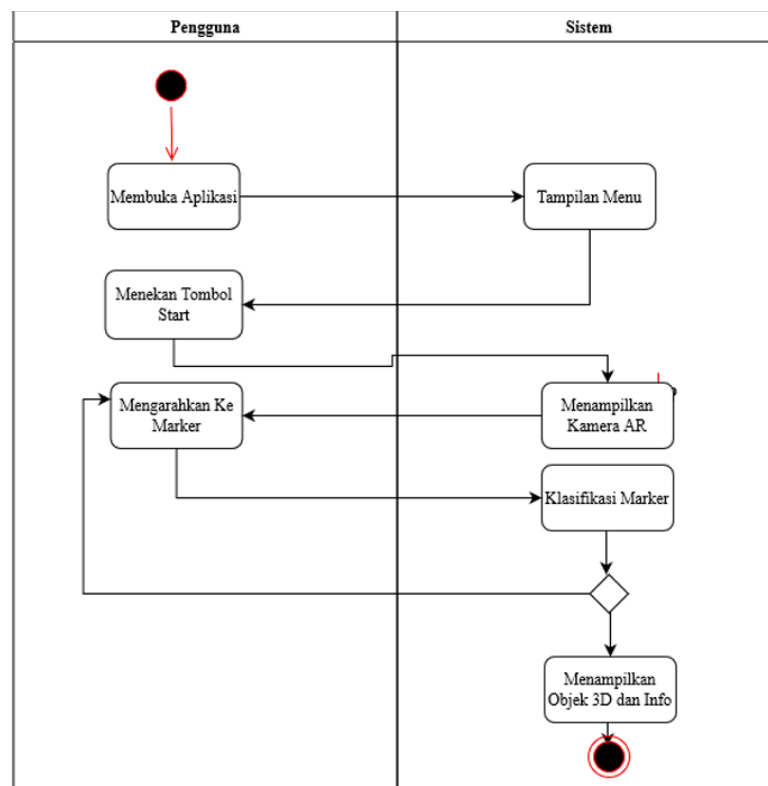 Pengguna
Sistem
Membuka Aplikasi
Tampilan Menu
Menekan Tombol
Start
Mengarahkan Ke
Marker
Menampilkan
Kamera AR
Klasifikasi Marker
Menampilkan
Objek 3D dan Info